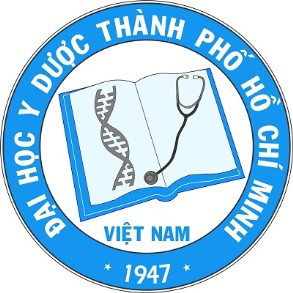 ĐẠI HỌC Y DƯỢC THÀNH PHỐ HỒ CHÍ MINH
VIỆT NAM
* 1947 *